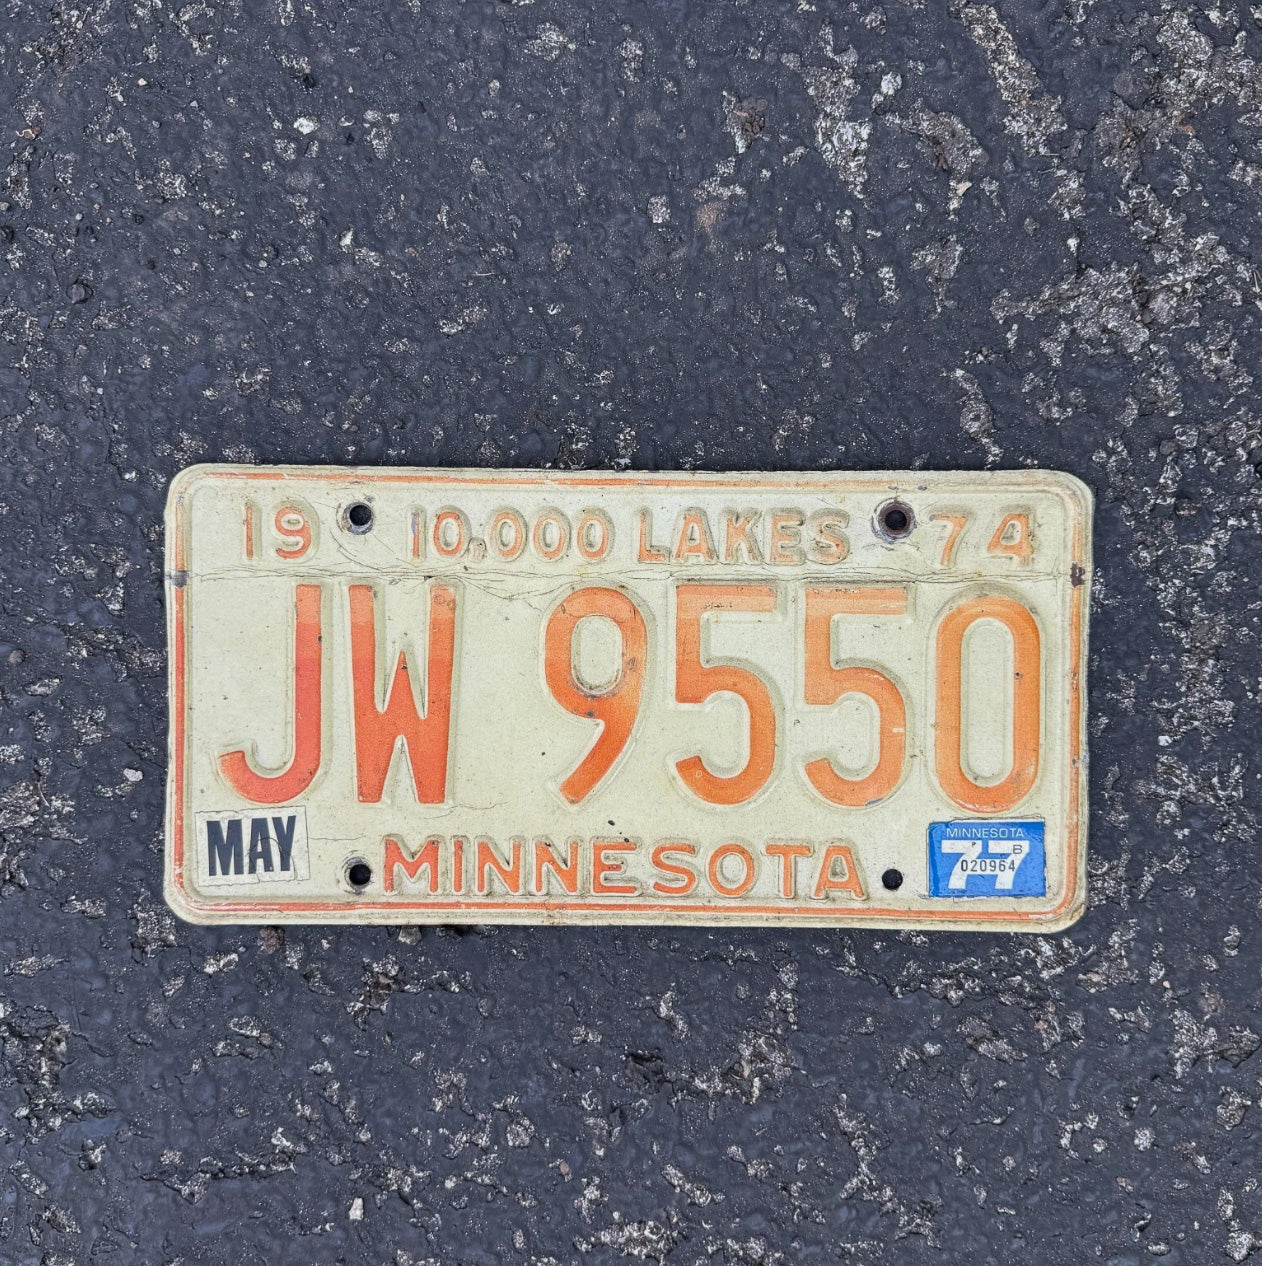 19 10,000 LAKES 74
JW 9550
MAY
MINNESOTA
MINNESOTA
77 B
020964